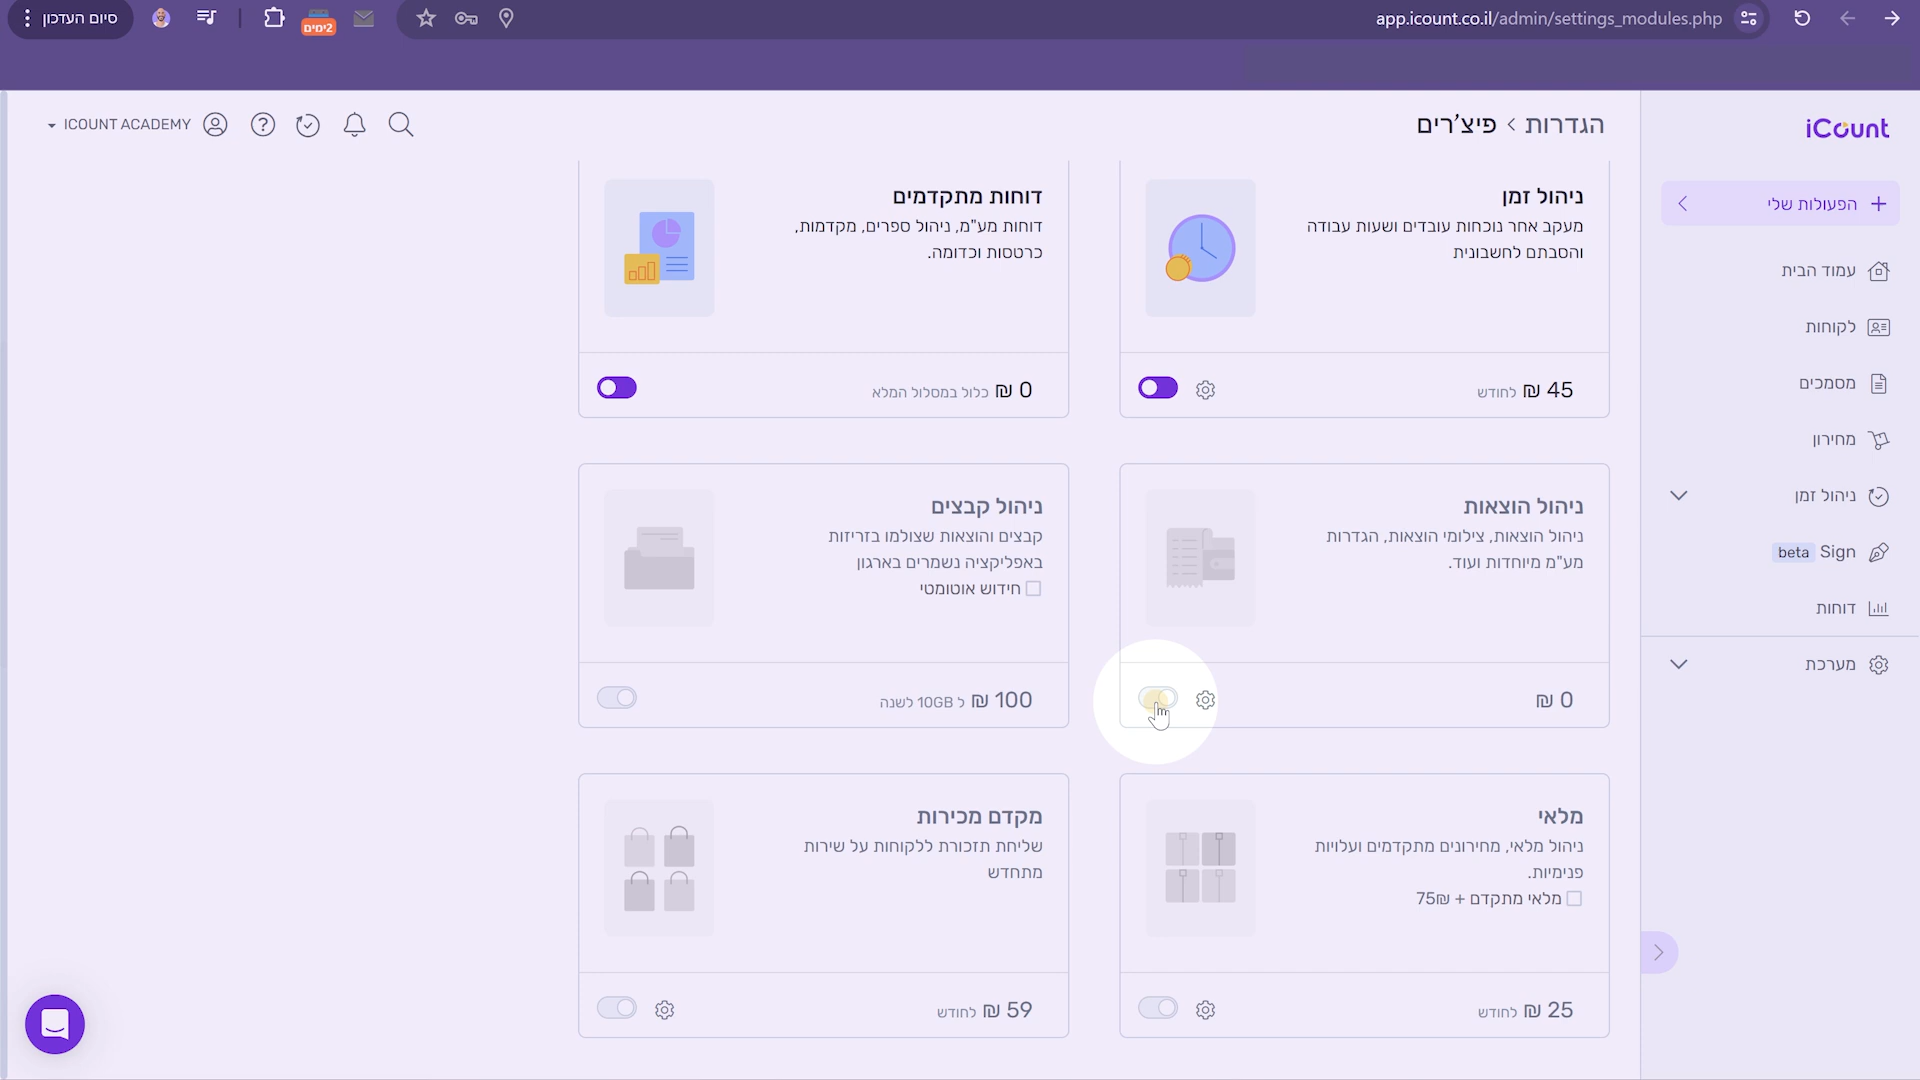 סיום העדכון
2ימים
app.icount.co.il/admin/settings_modules.php
iCount
הגדרות > פיצ'רים
ICOUNT ACADEMY
הפעולות שלי
עמוד הבית
לקוחות
מסמכים
מחירון
ניהול זמן
Sign beta
דוחות
מערכת
ניהול זמן
מעקב אחר נוכחות עובדים ושעות עבודה
והסבתם לחשבונית
45 ₪ לחודש
דוחות מתקדמים
דוחות מע"מ, ניהול ספרים, מקדמות,
כרטסות וכדומה.
0 ₪ כלול במסלול המלא
ניהול הוצאות
ניהול הוצאות, צילומי הוצאות, הגדרות
מע"מ מיוחדות ועוד.
0 ₪
ניהול קבצים
קבצים והוצאות שצולמו בזריזות
באפליקציה נשמרים בארגון
חידוש אוטומטי
100 ₪ ל 10GB לשנה
מלאי
ניהול מלאי, מחירונים מתקדמים ועלויות
פנימיות.
מלאי מתקדם + 75₪
25 ₪ לחודש
מקדם מכירות
שליחת תזכורת ללקוחות על שירות
מתחדש
59 ₪ לחודש